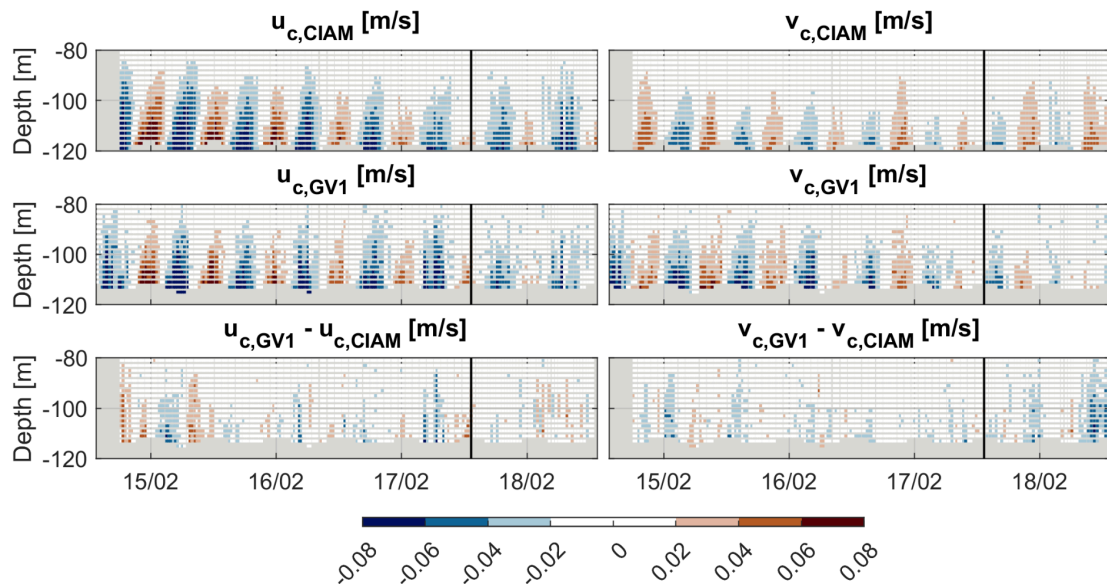 u_c,CIAM [m/s] v_c,CIAM [m/s]
-80
Depth [m]
-100
-120
u_c,GV1 [m/s] v_c,GV1 [m/s]
-80
Depth [m]
-100
-120
u_c,GV1 - u_c,CIAM [m/s] v_c,GV1 - v_c,CIAM [m/s]
-80
Depth [m]
-100
-120
15/02 16/02 17/02 18/02 15/02 16/02 17/02 18/02
-0.08 -0.06 -0.04 -0.02 0 0.02 0.04 0.06 0.08